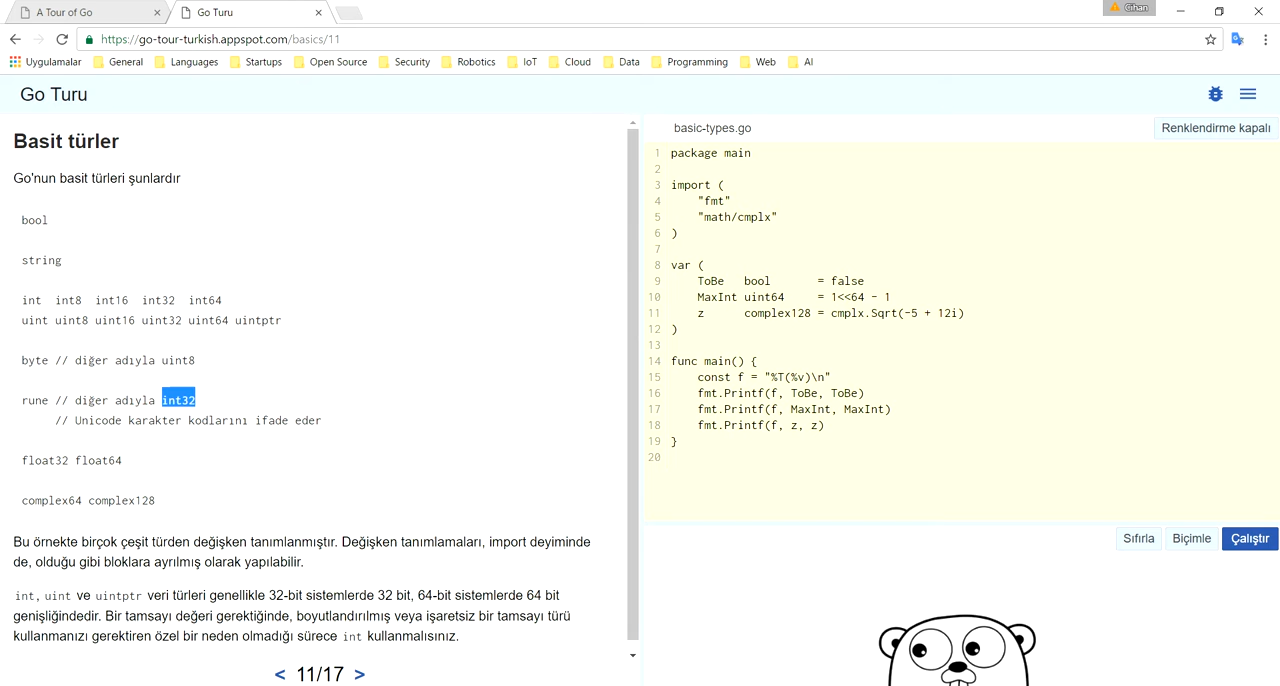 A Tour of Go
Go Turu
Cihan
https://go-tour-turkish.appspot.com/basics/11
Uygulamalar General Languages Startups Open Source Security Robotics IoT Cloud Data Programming Web AI
Go Turu
Basit türler
Go'nun basit türleri şunlardır
bool
string
int  int8  int16  int32  int64
uint uint8 uint16 uint32 uint64 uintptr
byte // diğer adıyla uint8
rune // diğer adıyla int32
     // Unicode karakter kodlarını ifade eder
float32 float64
complex64 complex128
Bu örnekte birçok çeşit türden değişken tanımlanmıştır. Değişken tanımlamaları, import deyiminde
de, olduğu gibi bloklara ayrılmış olarak yapılabilir.
int, uint ve uintptr veri türleri genellikle 32-bit sistemlerde 32 bit, 64-bit sistemlerde 64 bit
genişliğindedir. Bir tamsayı değeri gerektiğinde, boyutlandırılmış veya işaretsiz bir tamsayı türü
kullanmanızı gerektiren özel bir neden olmadığı sürece int kullanmalısınız.
< 11/17 >
basic-types.go
Renklendirme kapalı
1 package main
2
3 import (
4     "fmt"
5     "math/cmplx"
6 )
7
8 var (
9     ToBe   bool       = false
10     MaxInt uint64     = 1<<64 - 1
11     z      complex128 = cmplx.Sqrt(-5 + 12i)
12 )
13
14 func main() {
15     const f = "%T(%v)\n"
16     fmt.Printf(f, ToBe, ToBe)
17     fmt.Printf(f, MaxInt, MaxInt)
18     fmt.Printf(f, z, z)
19 }
20
Sıfırla Biçimle Çalıştır